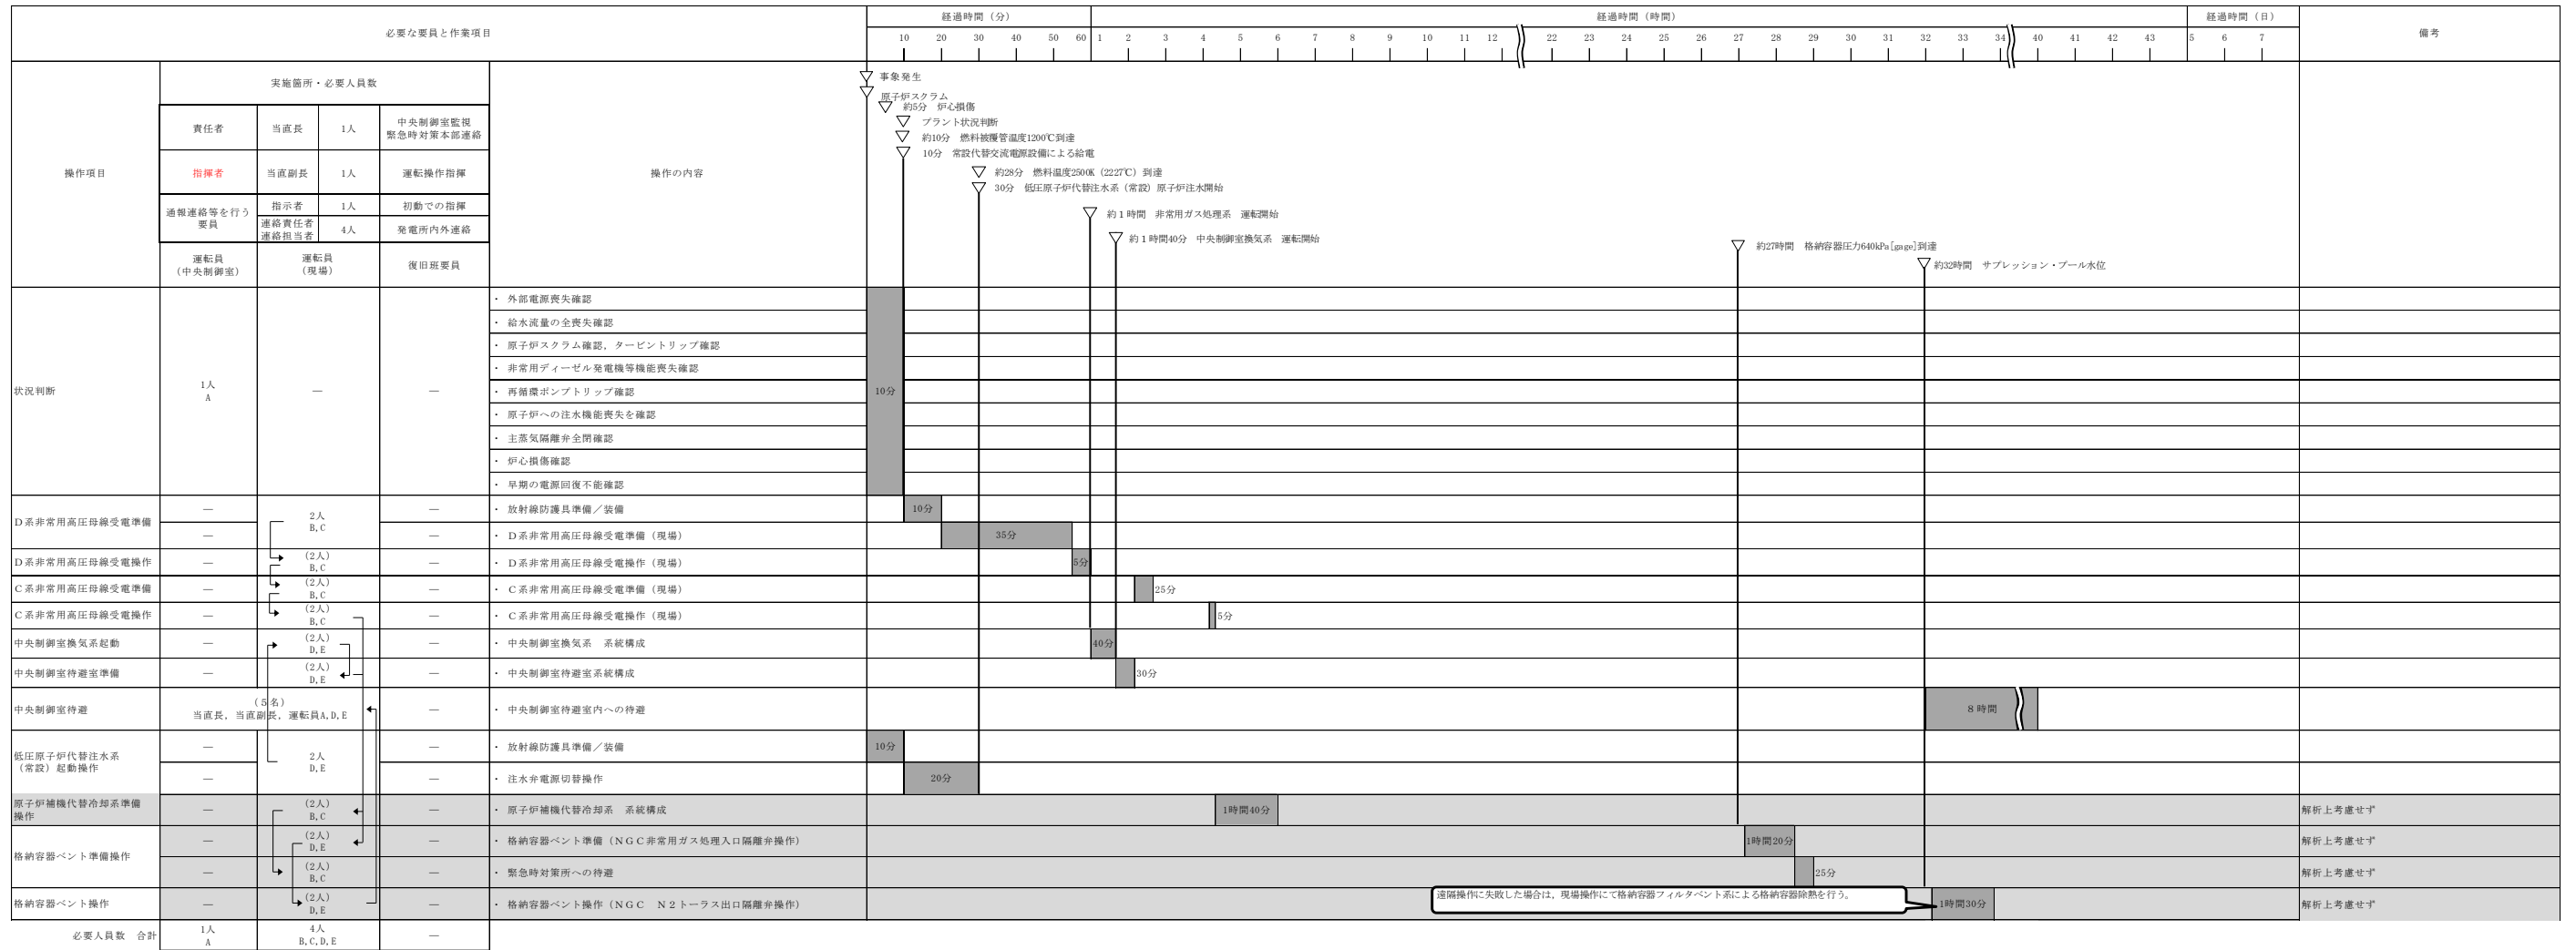 必要な要員と作業項目
経過時間（分）
経過時間（時間）
経過時間（日）
備考
10 20 30 40 50 60 1 2 3 4 5 6 7 8 9 10 11 12 22 23 24 25 26 27 28 29 30 31 32 33 34 40 41 42 43 5 6 7
操作項目
実施箇所・必要人員数
操作の内容
責任者 当直長 1人 中央制御室監視
緊急時対策本部連絡
指揮者 当直副長 1人 運転操作指揮
通報連絡等を行う
要員
指示者 1人 初動での指揮
連絡責任者
連絡担当者
4人 発電所内外連絡
運転員
（中央制御室）
運転員
（現場）
復旧班要員
事象発生
原子炉スクラム
約5分　炉心損傷
プラント状況判断
約10分　燃料被覆管温度1200℃到達
10分　常設代替交流電源設備による給電
約28分　燃料温度2500K（2227℃）到達
30分　低圧原子炉代替注水系（常設）原子炉注水開始
約１時間　非常用ガス処理系　運転開始
約１時間40分　中央制御室換気系　運転開始
約27時間　格納容器圧力640kPa[gage]到達
約32時間　サプレッション・プール水位
状況判断
1人
A
― ―
・ 外部電源喪失確認
・ 給水流量の全喪失確認
・ 原子炉スクラム確認，タービントリップ確認
・ 非常用ディーゼル発電機等機能喪失確認
・ 再循環ポンプトリップ確認
・ 原子炉への注水機能喪失を確認
・ 主蒸気隔離弁全閉確認
・ 炉心損傷確認
・ 早期の電源回復不能確認
10分
Ｄ系非常用高圧母線受電準備
―
2人
B,C
―
・ 放射線防護具準備／装備
10分
― ―
・ Ｄ系非常用高圧母線受電準備（現場）
35分
Ｄ系非常用高圧母線受電操作
―
(2人)
B,C
―
・ Ｄ系非常用高圧母線受電操作（現場）
5分
Ｃ系非常用高圧母線受電準備
―
(2人)
B,C
―
・ Ｃ系非常用高圧母線受電準備（現場）
25分
Ｃ系非常用高圧母線受電操作
―
(2人)
B,C
―
・ Ｃ系非常用高圧母線受電操作（現場）
5分
中央制御室換気系起動
―
(2人)
D,E
―
・ 中央制御室換気系　系統構成
40分
中央制御室待避室準備
―
(2人)
D,E
―
・ 中央制御室待避室系統構成
30分
中央制御室待避
（５名）
当直長，当直副長，運転員A,D,E
―
・ 中央制御室待避室内への待避
８時間
低圧原子炉代替注水系
（常設）起動操作
―
2人
D,E
―
・ 放射線防護具準備／装備
10分
― ―
・ 注水弁電源切替操作
20分
原子炉補機代替冷却系準備
操作
―
(2人)
B,C
―
・ 原子炉補機代替冷却系　系統構成
1時間40分
解析上考慮せず
格納容器ベント準備操作
―
(2人)
D,E
―
・ 格納容器ベント準備（ＮＧＣ非常用ガス処理入口隔離弁操作）
1時間20分
解析上考慮せず
―
(2人)
B,C
―
・ 緊急時対策所への待避
25分
解析上考慮せず
格納容器ベント操作
―
(2人)
D,E
―
・ 格納容器ベント操作（ＮＧＣ　Ｎ２トーラス出口隔離弁操作）
遠隔操作に失敗した場合は，現場操作にて格納容器フィルタベント系による格納容器除熱を行う。
1時間30分
解析上考慮せず
必要人員数　合計
1人
A
4人
B,C,D,E
―